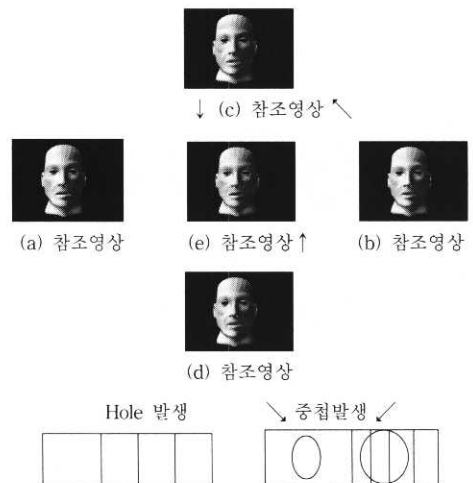 ↓ (c) 참조영상 ↖
(a) 참조영상
(e) 참조영상 ↑
(b) 참조영상
(d) 참조영상
Hole 발생
↘ 중첩발생 ↙